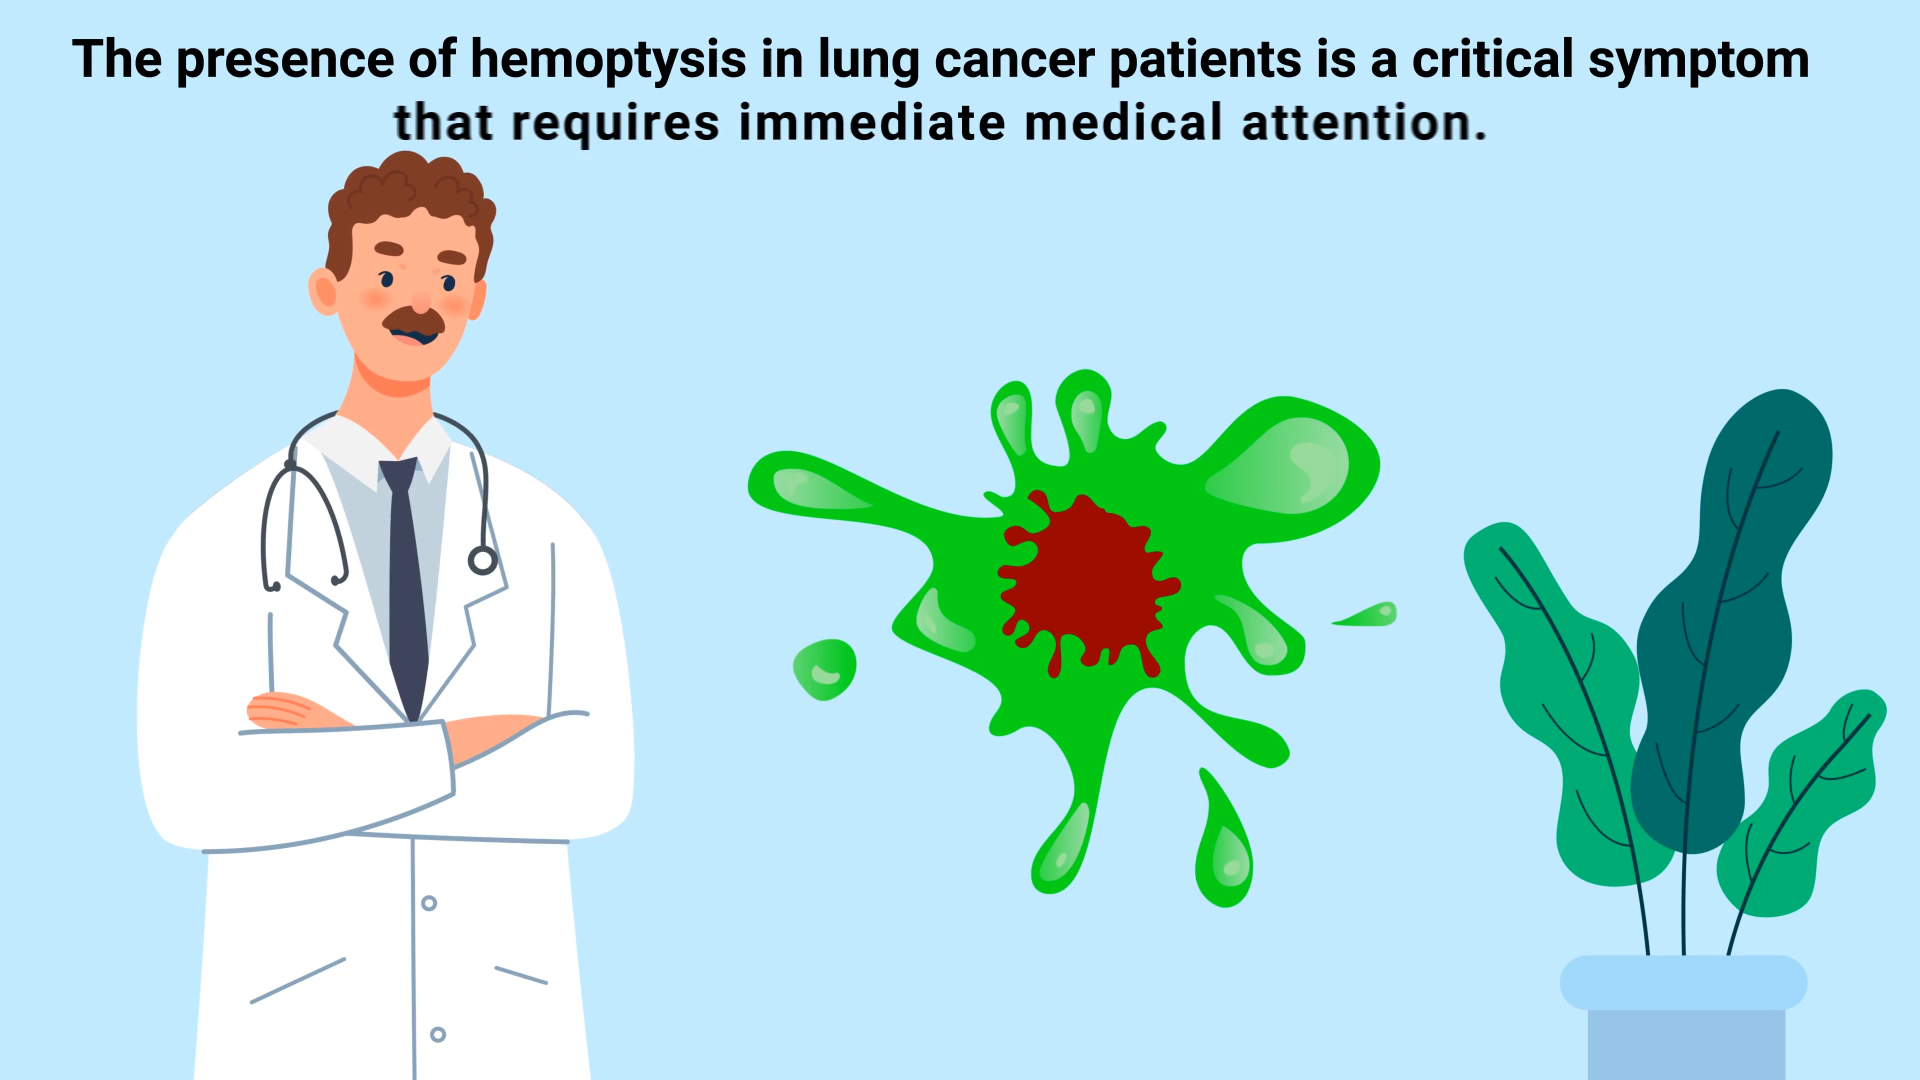 The presence of hemoptysis in lung cancer patients is a critical symptom
that requires immediate medical attention.